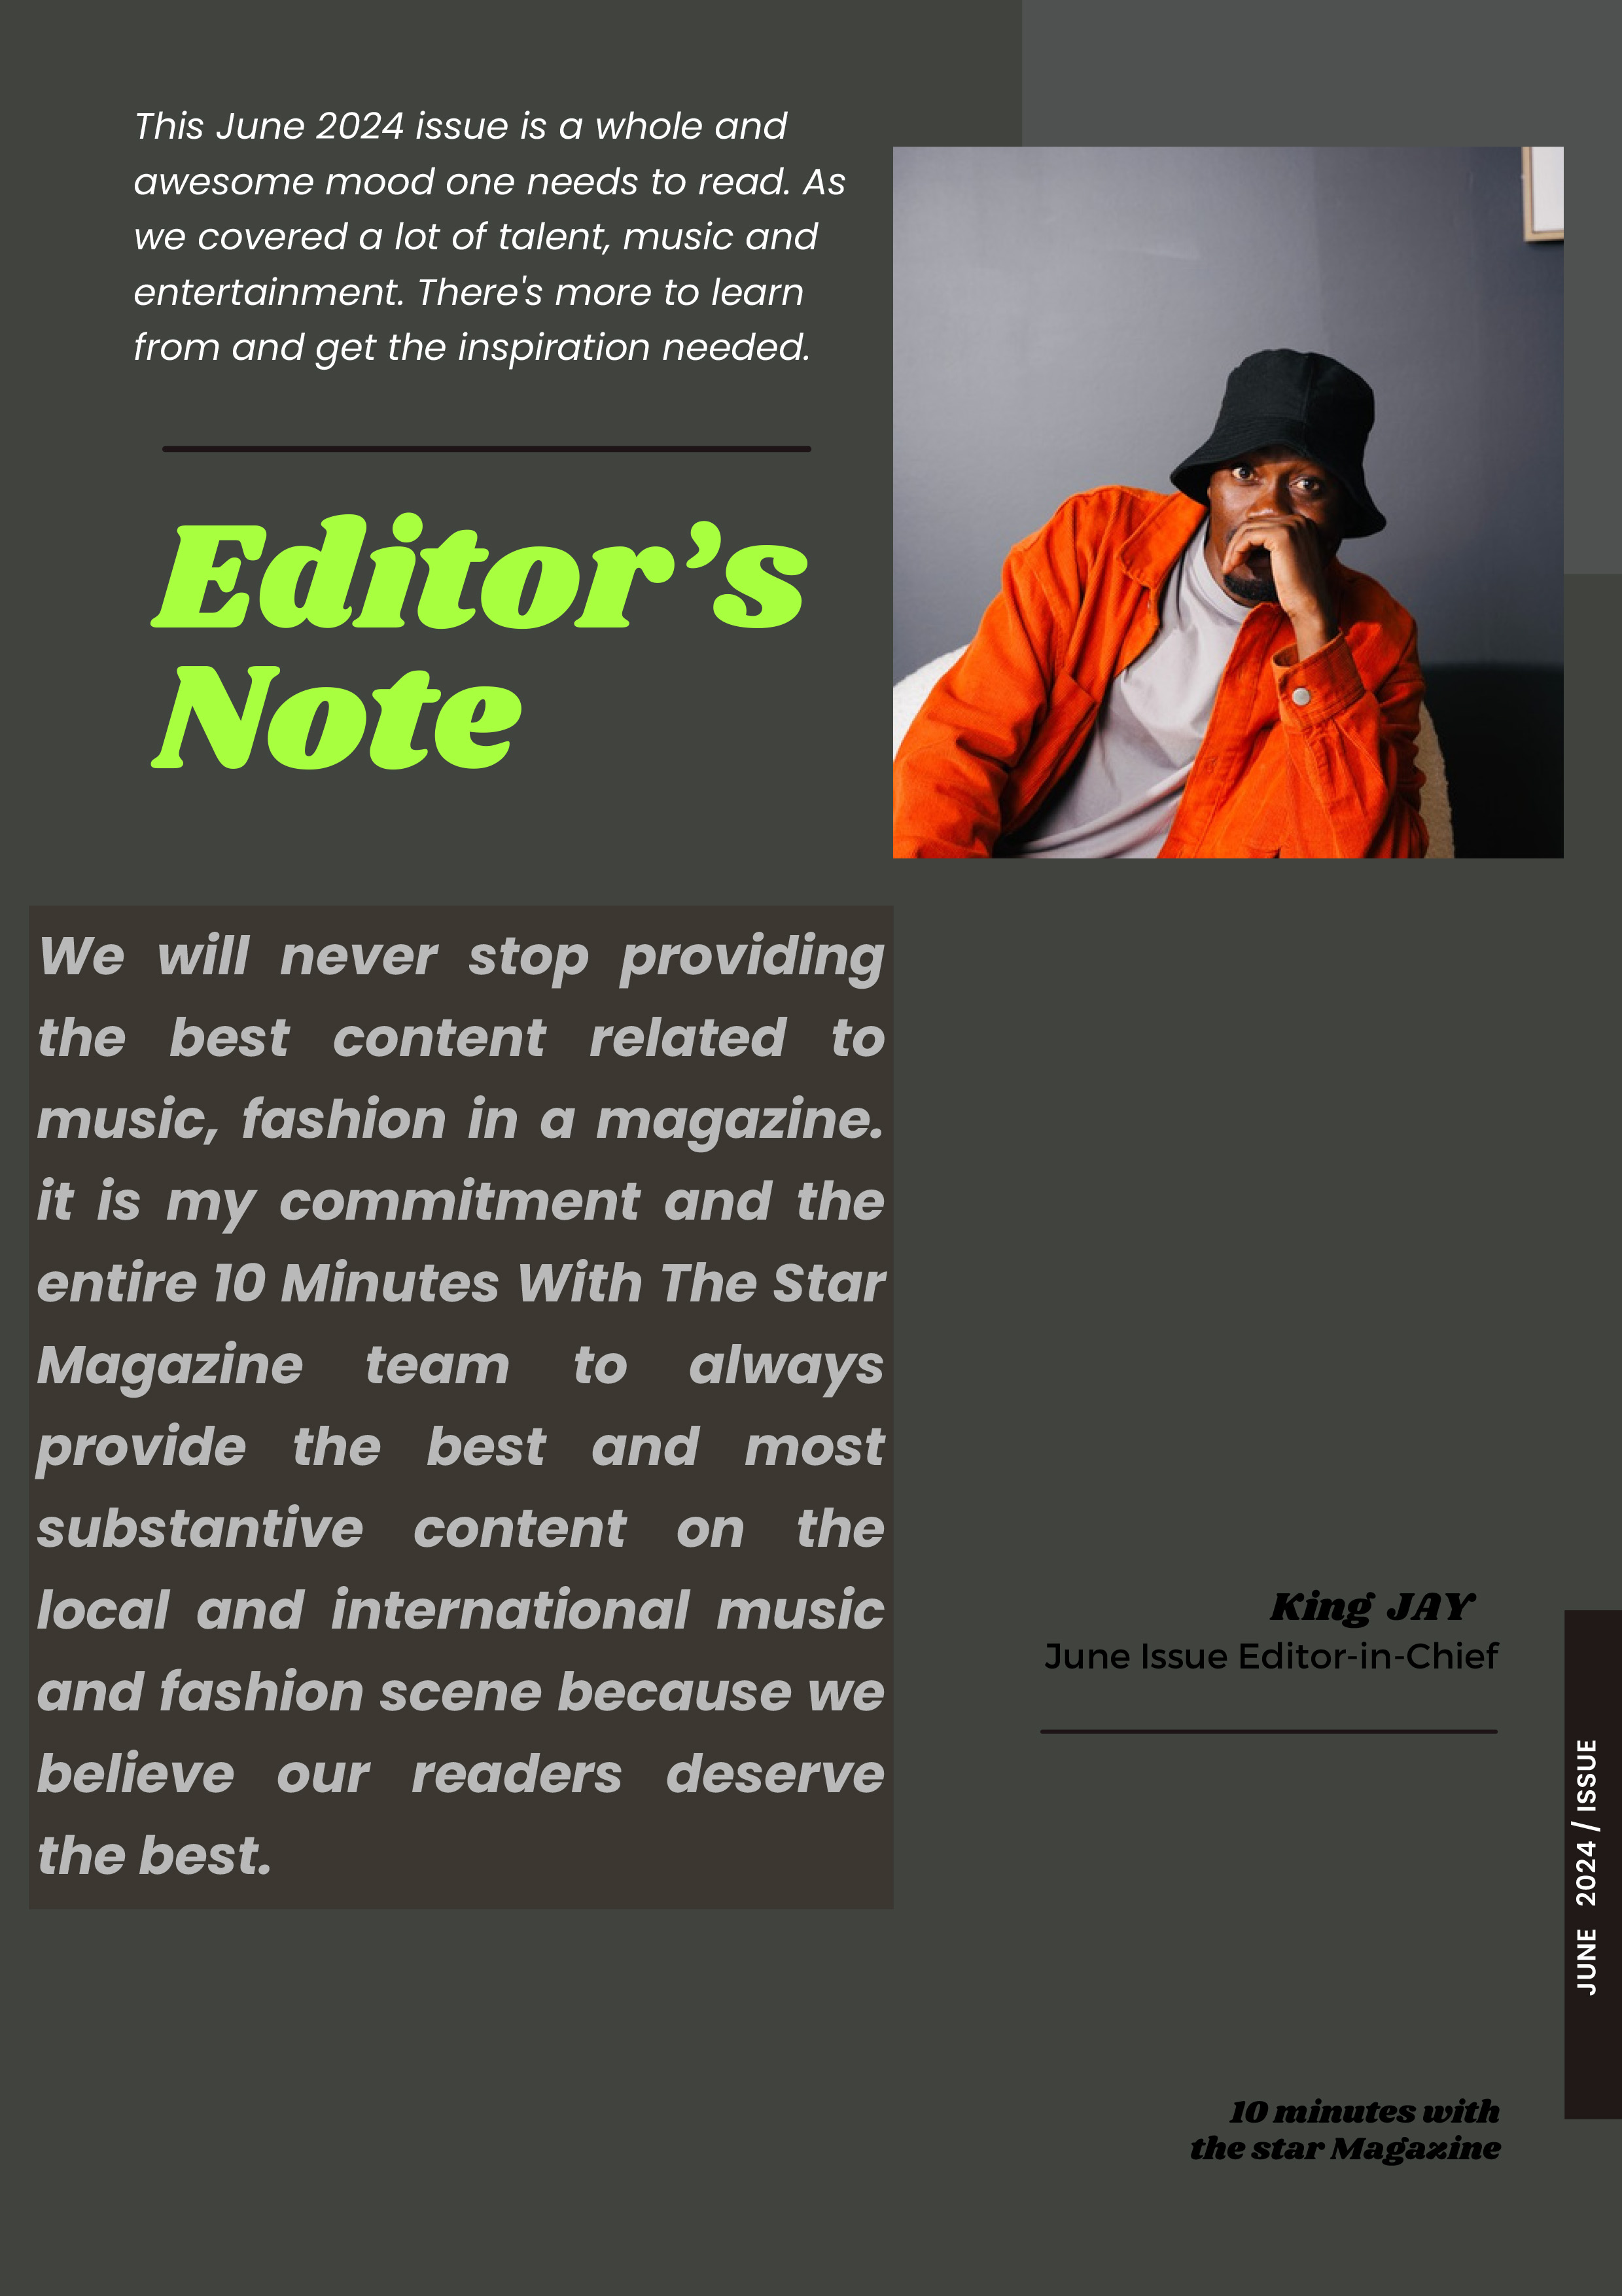 This June 2024 issue is a whole and
awesome mood one needs to read. As
we covered a lot of talent, music and
entertainment. There's more to learn
from and get the inspiration needed.
Editor’s
Note
We will never stop providing
the best content related to
music, fashion in a magazine.
it is my commitment and the
entire 10 Minutes With The Star
Magazine team to always
provide the best and most
substantive content on the
local and international music
and fashion scene because we
believe our readers deserve
the best.
King JAY
June Issue Editor-in-Chief
JUNE 2024 / ISSUE
10 minutes with
the star Magazine